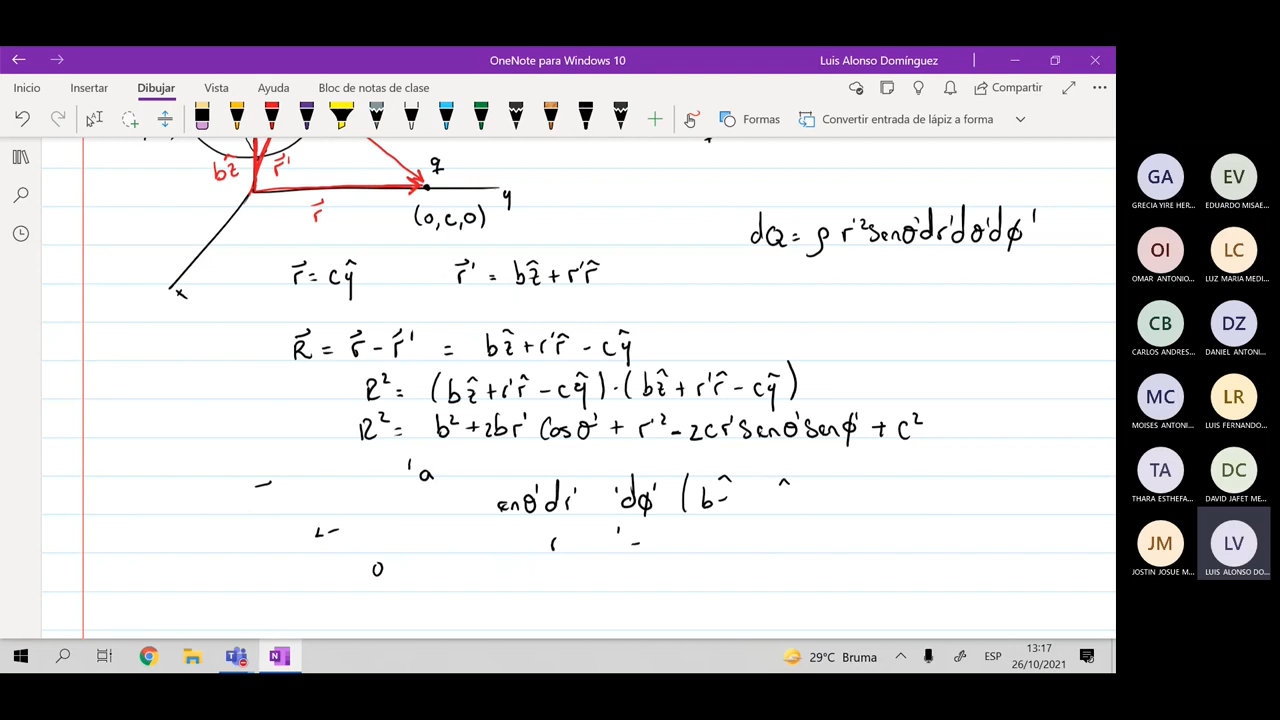 OneNote para Windows 10
Luis Alonso Domínguez
Inicio Insertar Dibujar Vista Ayuda Bloc de notas de clase
Compartir
Formas
Convertir entrada de lápiz a forma
bẑ r⃗'
q
y
r⃗
(0,c,0)
x
dQ = ρ r'² senθ'dr'dθ'dφ'
r⃗ = cŷ r⃗' = bẑ + r'r̂
R⃗ = r⃗ - r⃗' = bẑ + r'r̂ - cŷ
R² = (bẑ + r'r̂ - cŷ)·(bẑ + r'r̂ - cŷ)
R² = b² + 2br' Cosθ' + r'² - 2cr'senθ'senφ' + c²
a
enθ'dr' 'dφ' (b
0
GA
GRECIA YIRE HER...
EV
EDUARDO MISAE...
OI
OMAR ANTONIO...
LC
LUZ MARIA MEDI...
CB
CARLOS ANDRES...
DZ
DANIEL ANTONI...
MC
MOISES ANTONI...
LR
LUIS FERNANDO...
TA
THARA ESTHEFA...
DC
DAVID JAFET ME...
JM
JOSTIN JOSUE M...
LV
LUIS ALONSO DO...
29°C Bruma
ESP
13:17
26/10/2021